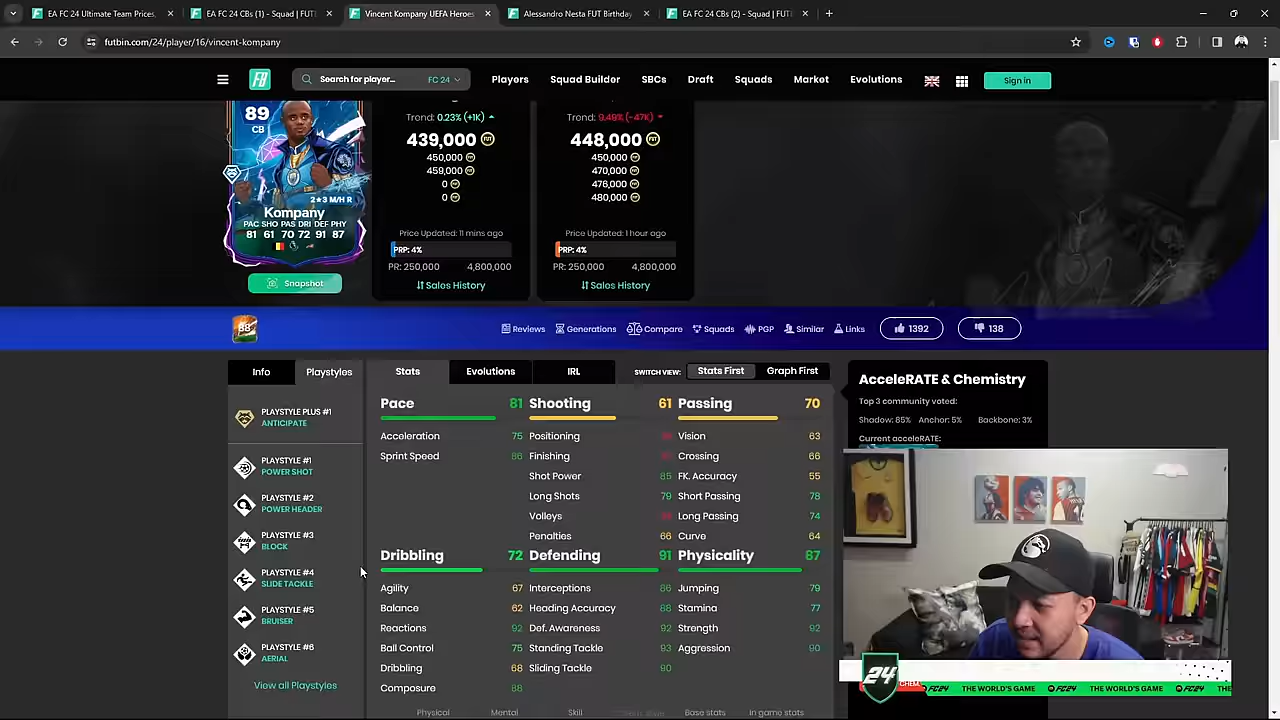 EA FC 24 Ultimate Team Prices,
EA FC 24 CBs (1) - Squad | FUT
Vincent Kompany UEFA Heroes
Alessandro Nesta FUT Birthday
EA FC 24 CBs (2) - Squad | FUT
futbin.com/24/player/16/vincent-kompany
FB
Search for player...
FC 24
Players
Squad Builder
SBCs
Draft
Squads
Market
Evolutions
Sign in
89
CB
2★3 M/H R
Kompany
PAC SHO PAS DRI DEF PHY
81 61 70 72 91 87
Snapshot
Trend: 0.23% (+1K)
439,000
450,000
459,000
0
0
Price Updated: 11 mins ago
PRP: 4%
PR: 250,000 4,800,000
Sales History
Trend: 9.49% (-47K)
448,000
450,000
470,000
476,000
480,000
Price Updated: 1 hour ago
PRP: 4%
PR: 250,000 4,800,000
Sales History
88
Reviews
Generations
Compare
Squads
PGP
Similar
Links
1392
138
Info
Playstyles
Stats
Evolutions
IRL
SWITCH VIEW:
Stats First
Graph First
PLAYSTYLE PLUS #1
ANTICIPATE
PLAYSTYLE #1
POWER SHOT
PLAYSTYLE #2
POWER HEADER
PLAYSTYLE #3
BLOCK
PLAYSTYLE #4
SLIDE TACKLE
PLAYSTYLE #5
BRUISER
PLAYSTYLE #6
AERIAL
View all Playstyles
Pace 81
Acceleration 75
Sprint Speed 86
Shooting 61
Positioning
Finishing
Shot Power 85
Long Shots 79
Volleys
Penalties 66
Passing 70
Vision 63
Crossing 66
FK. Accuracy 55
Short Passing 78
Long Passing 74
Curve 64
Dribbling 72
Agility 67
Balance 62
Reactions 92
Ball Control 75
Dribbling 68
Composure 88
Defending 91
Interceptions 86
Heading Accuracy 88
Def. Awareness 92
Standing Tackle 93
Sliding Tackle 90
Physicality 87
Jumping 79
Stamina 77
Strength 92
Aggression 90
Physical
Mental
Skill
Base stats
In game stats
AcceleRATE & Chemistry
Top 3 community voted:
Shadow: 85% Anchor: 5% Backbone: 3%
Current acceleRATE:
24
FC24 THE WORLD'S GAME FC24 THE WORLD'S GAME FC24